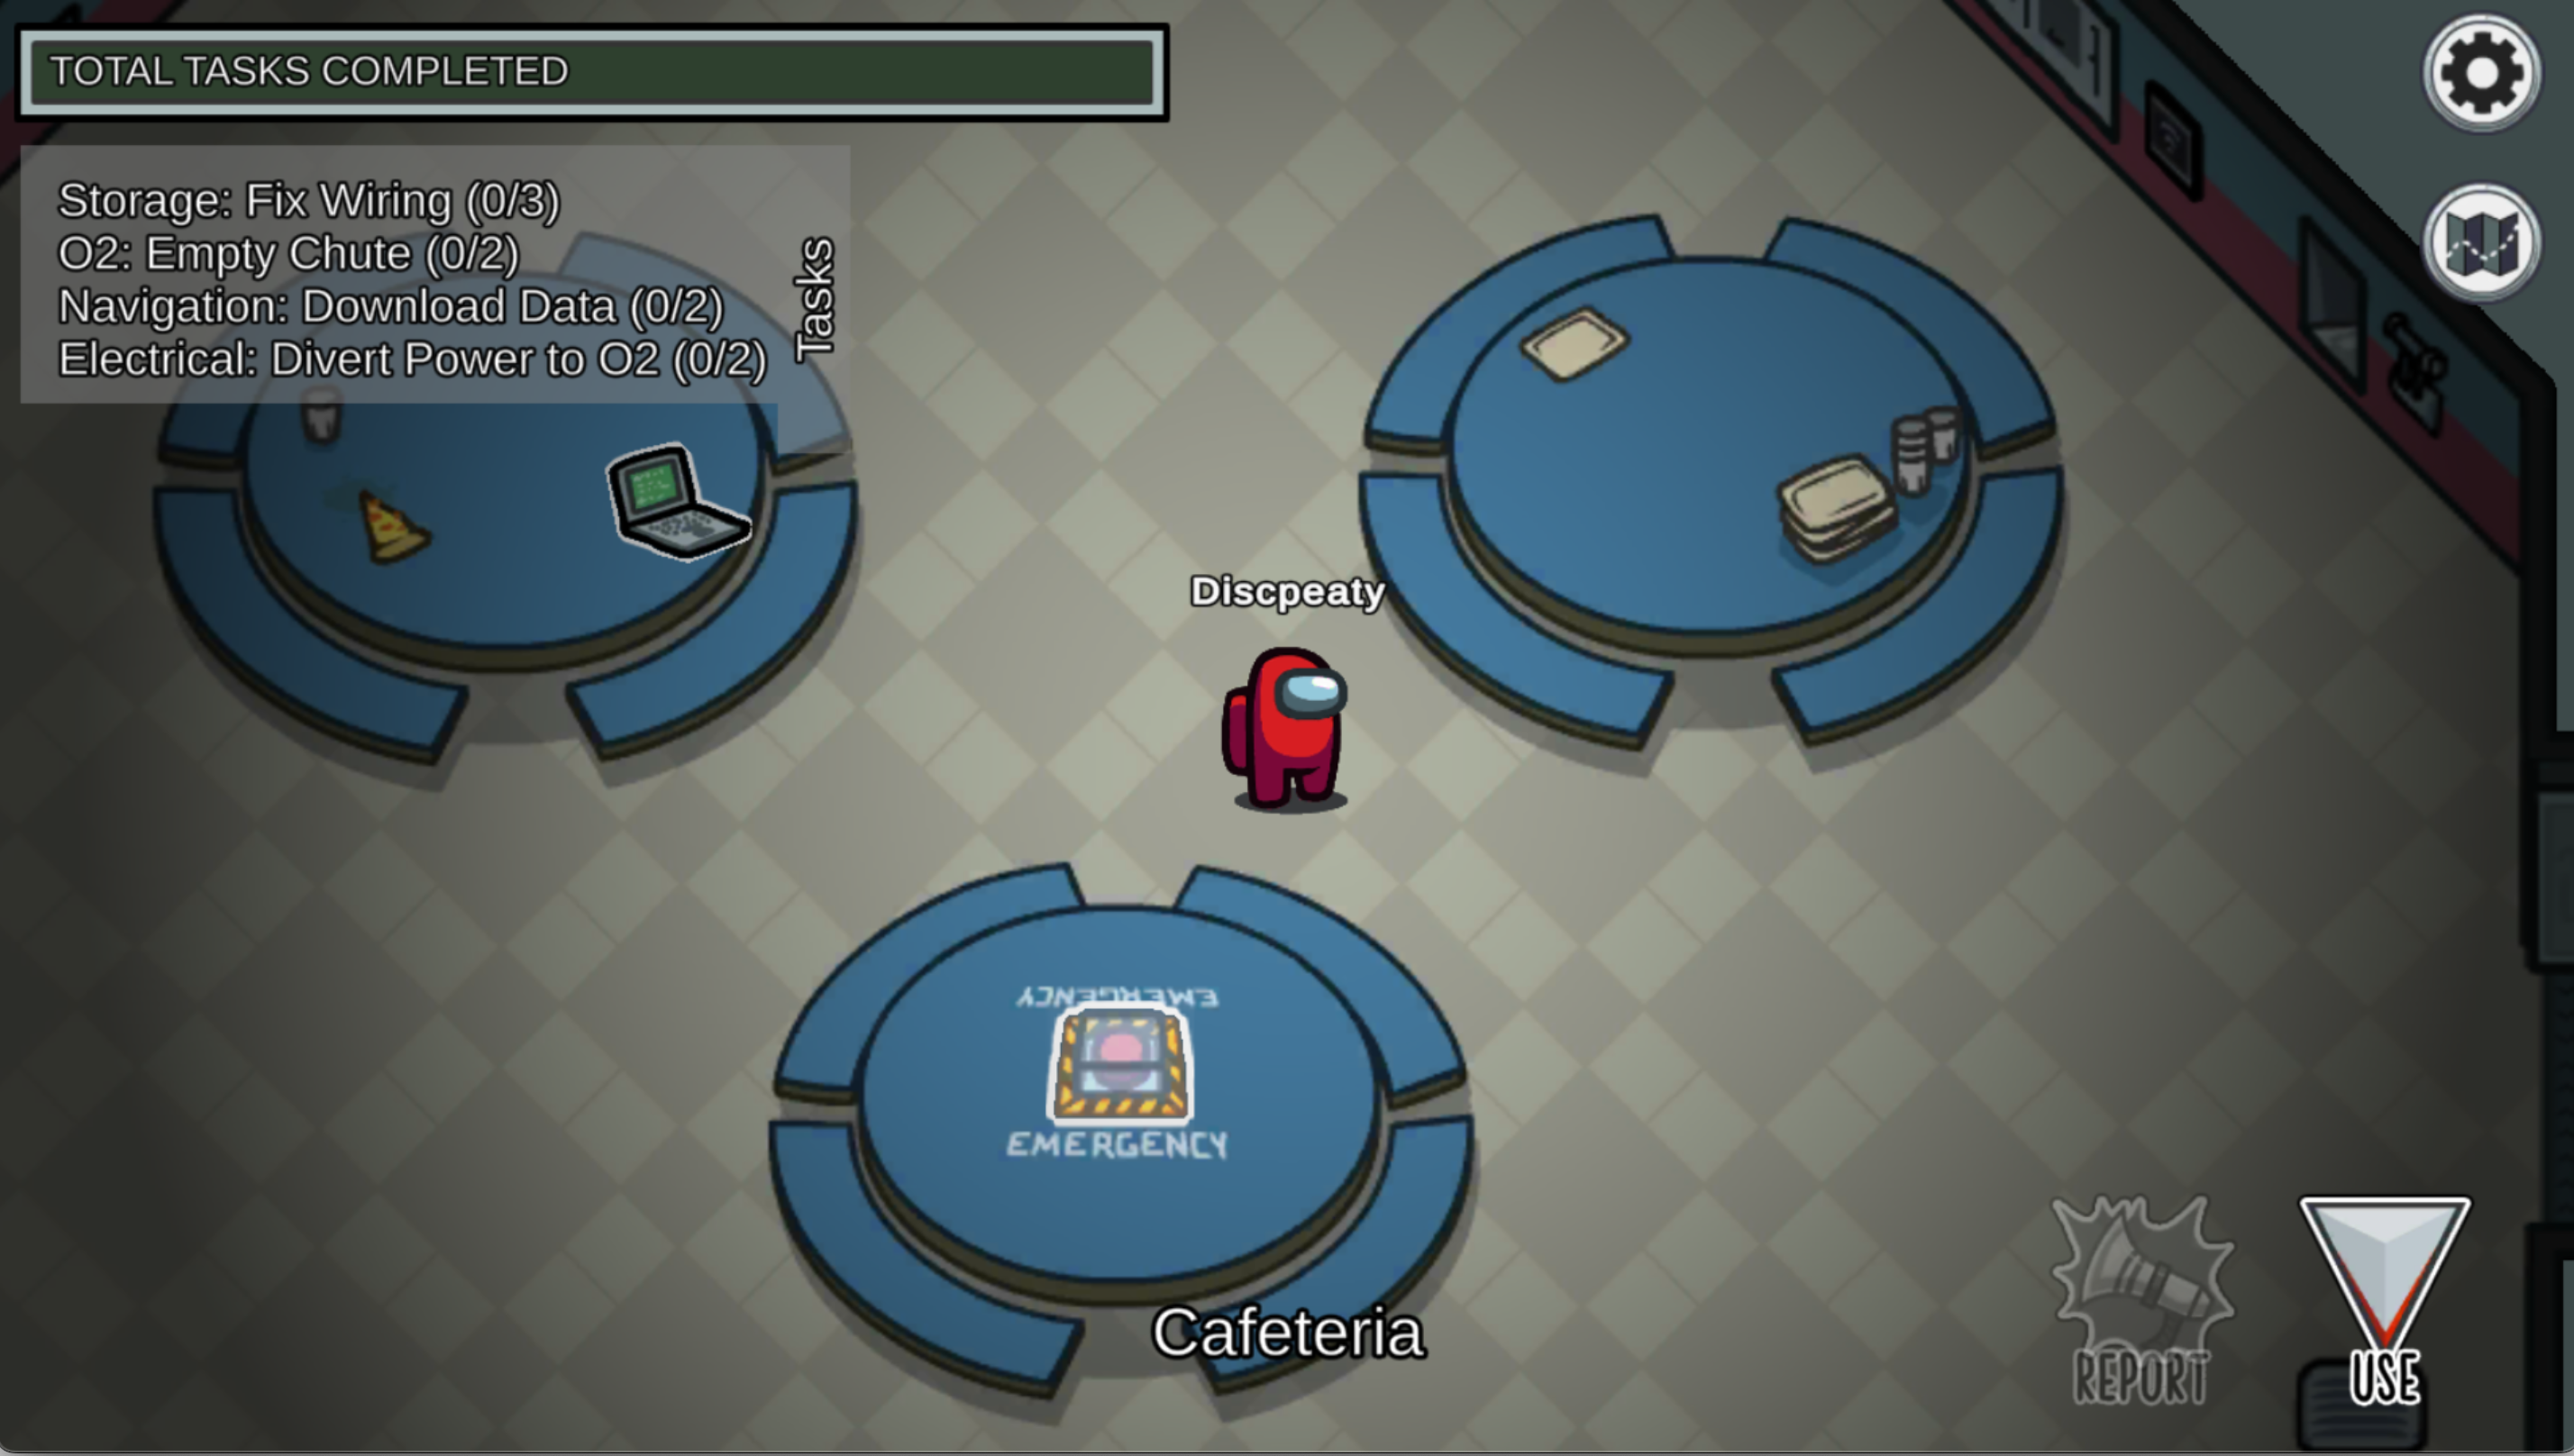 TOTAL TASKS COMPLETED
Storage: Fix Wiring (0/3)
O2: Empty Chute (0/2)
Navigation: Download Data (0/2)
Electrical: Divert Power to O2 (0/2)
Tasks
Discpeaty
EMERGENCY
EMERGENCY
Cafeteria
REPORT
USE